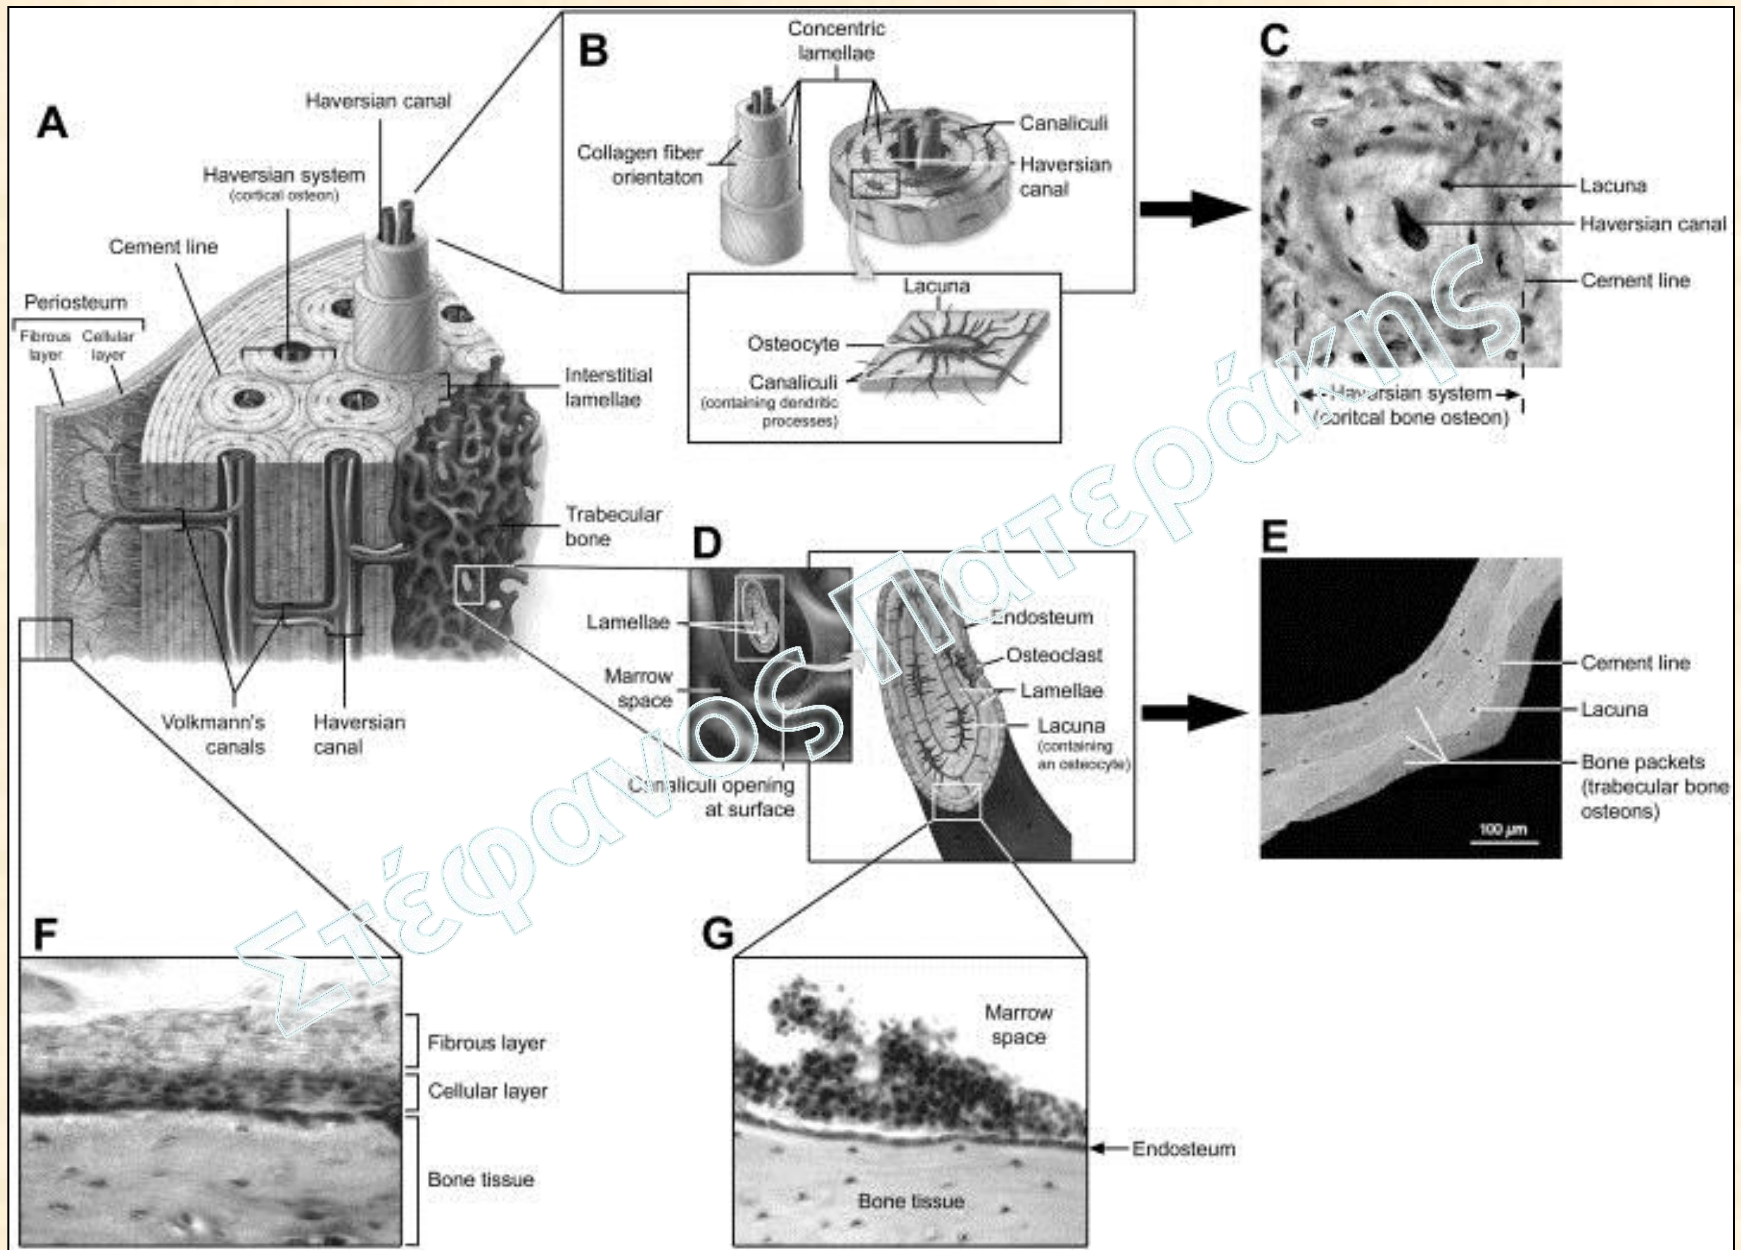 A
Haversian canal
Haversian system
(cortical osteon)
Cement line
Periosteum
Fibrous
layer
Cellular
layer
Interstitial
lamellae
Trabecular
bone
Volkmann's
canals
Haversian
canal
B
Concentric
lamellae
Collagen fiber
orientaton
Canaliculi
Haversian
canal
Lacuna
Osteocyte
Canaliculi
(containing dendritic
processes)
C
Lacuna
Haversian canal
Cement line
Haversian system
(coritcal bone osteon)
D
Lamellae
Marrow
space
Canaliculi opening
at surface
Endosteum
Osteoclast
Lamellae
Lacuna
(containing
an osteocyte)
E
Cement line
Lacuna
Bone packets
(trabecular bone
osteons)
100 µm
F
Fibrous layer
Cellular layer
Bone tissue
G
Marrow
space
Endosteum
Bone tissue
Στέφανος Πατεράκης